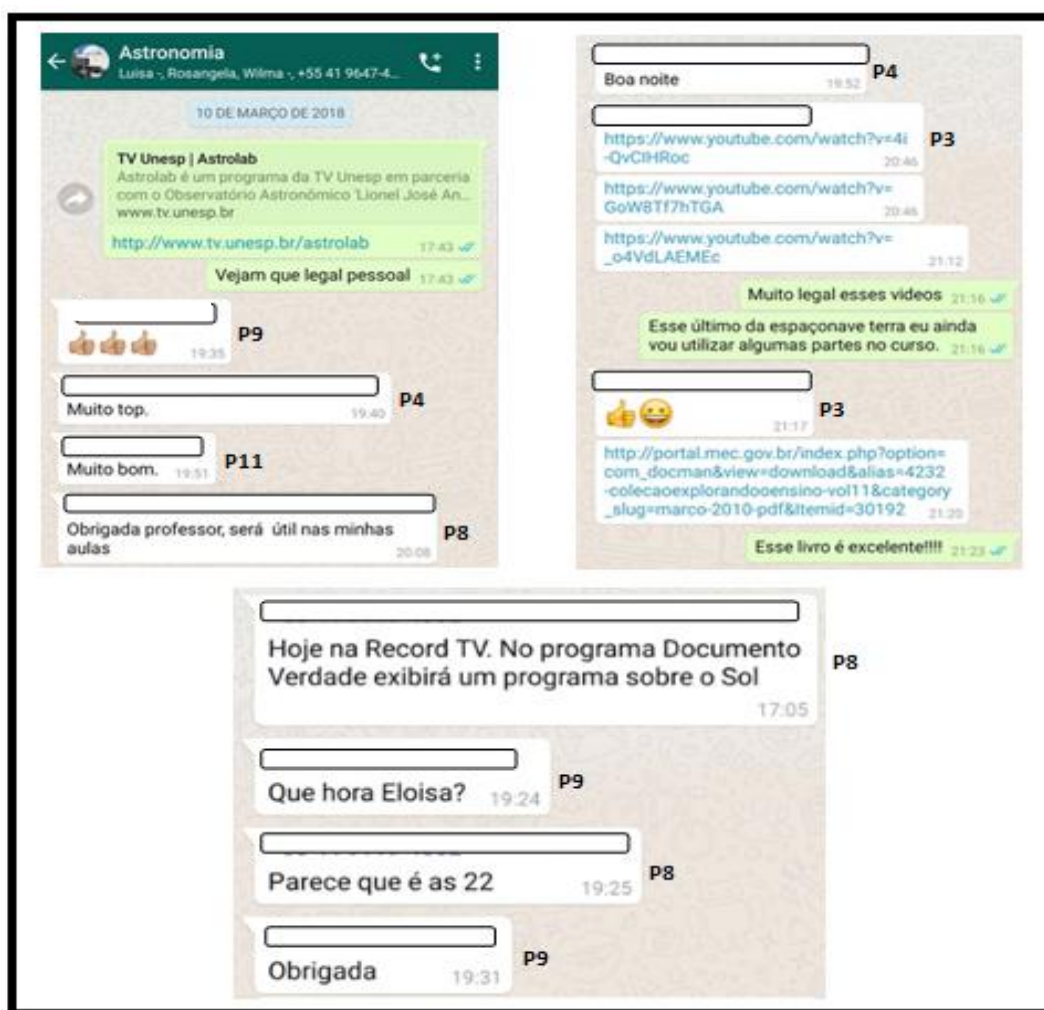 Astronomia
Luisa -, Rosangela, Wilma -, +55 41 9647-4...
10 DE MARÇO DE 2018
TV Unesp | Astrolab
Astrolab é um programa da TV Unesp em parceria
com o Observatório Astronômico 'Lionel José An...
www.tv.unesp.br
http://www.tv.unesp.br/astrolab 17:43
Vejam que legal pessoal 17:43
P9
19:35
Muito top. 19:40
P4
Muito bom. 19:51
P11
Obrigada professor, será útil nas minhas
aulas 20:08
P8
Boa noite 19:52
P4
https://www.youtube.com/watch?v=4i
-QvCIHRoc 20:46
P3
https://www.youtube.com/watch?v=
GoW8Tf7hTGA 20:46
https://www.youtube.com/watch?v=
_o4VdLAEMEc 21:12
Muito legal esses videos 21:16
Esse último da espaçonave terra eu ainda
vou utilizar algumas partes no curso. 21:16
21:17
P3
http://portal.mec.gov.br/index.php?option=
com_docman&view=download&alias=4232
-colecaoexplorandooensino-vol11&category
_slug=marco-2010-pdf&Itemid=30192 21:20
Esse livro é excelente!!!! 21:23
Hoje na Record TV. No programa Documento
Verdade exibirá um programa sobre o Sol
17:05
P8
Que hora Eloisa? 19:24
P9
Parece que é as 22 19:25
P8
Obrigada 19:31
P9